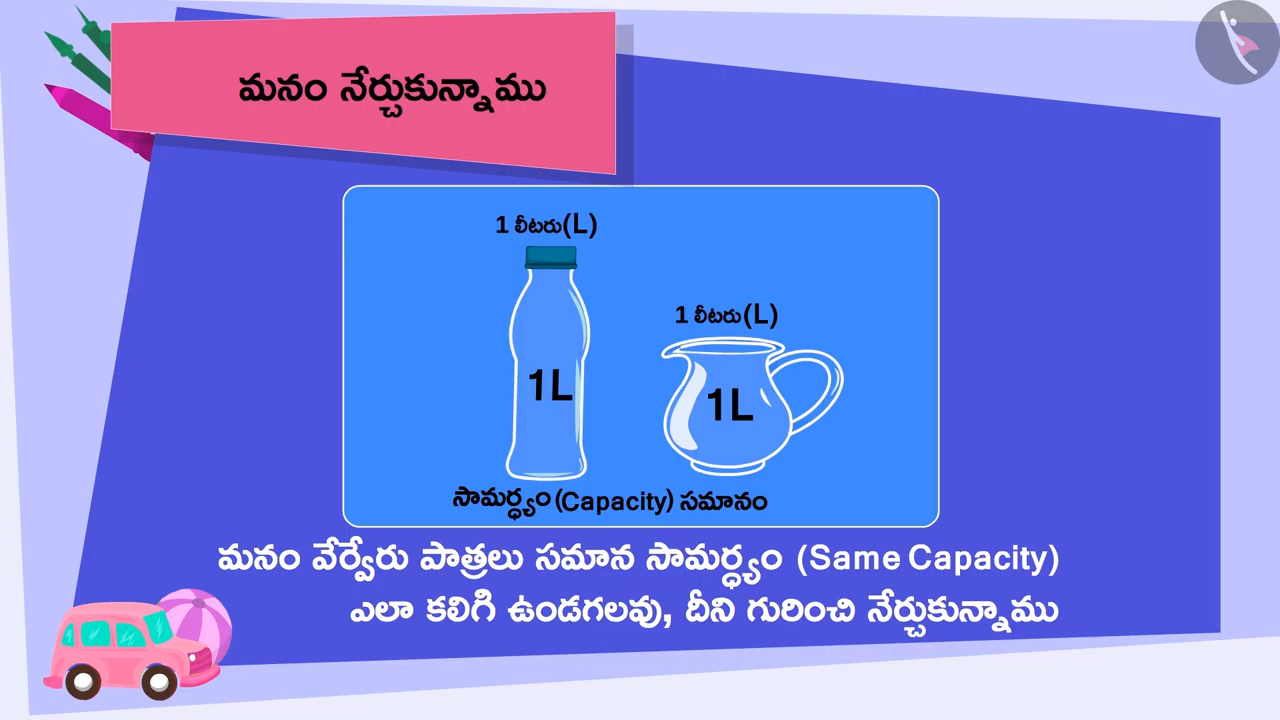 మనం నేర్చుకున్నాము
1 లీటరు(L)
1 లీటరు(L)
1L
1L
సామర్ధ్యం (Capacity) సమానం
మనం వేర్వేరు పాత్రలు సమాన సామర్ధ్యం (Same Capacity)
ఎలా కలిగి ఉండగలవు, దీని గురించి నేర్చుకున్నాము